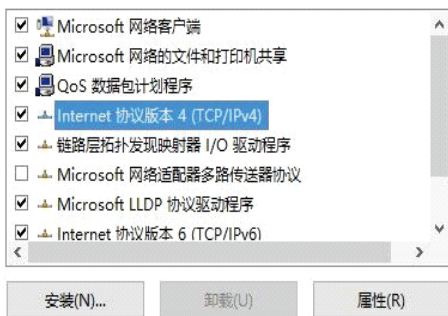 Microsoft 网络客户端
Microsoft 网络的文件和打印机共享
QoS 数据包计划程序
Internet 协议版本 4 (TCP/IPv4)
链路层拓扑发现映射器 I/O 驱动程序
Microsoft 网络适配器多路传送器协议
Microsoft LLDP 协议驱动程序
Internet 协议版本 6 (TCP/IPv6)
安装(N)... 卸载(U) 属性(R)